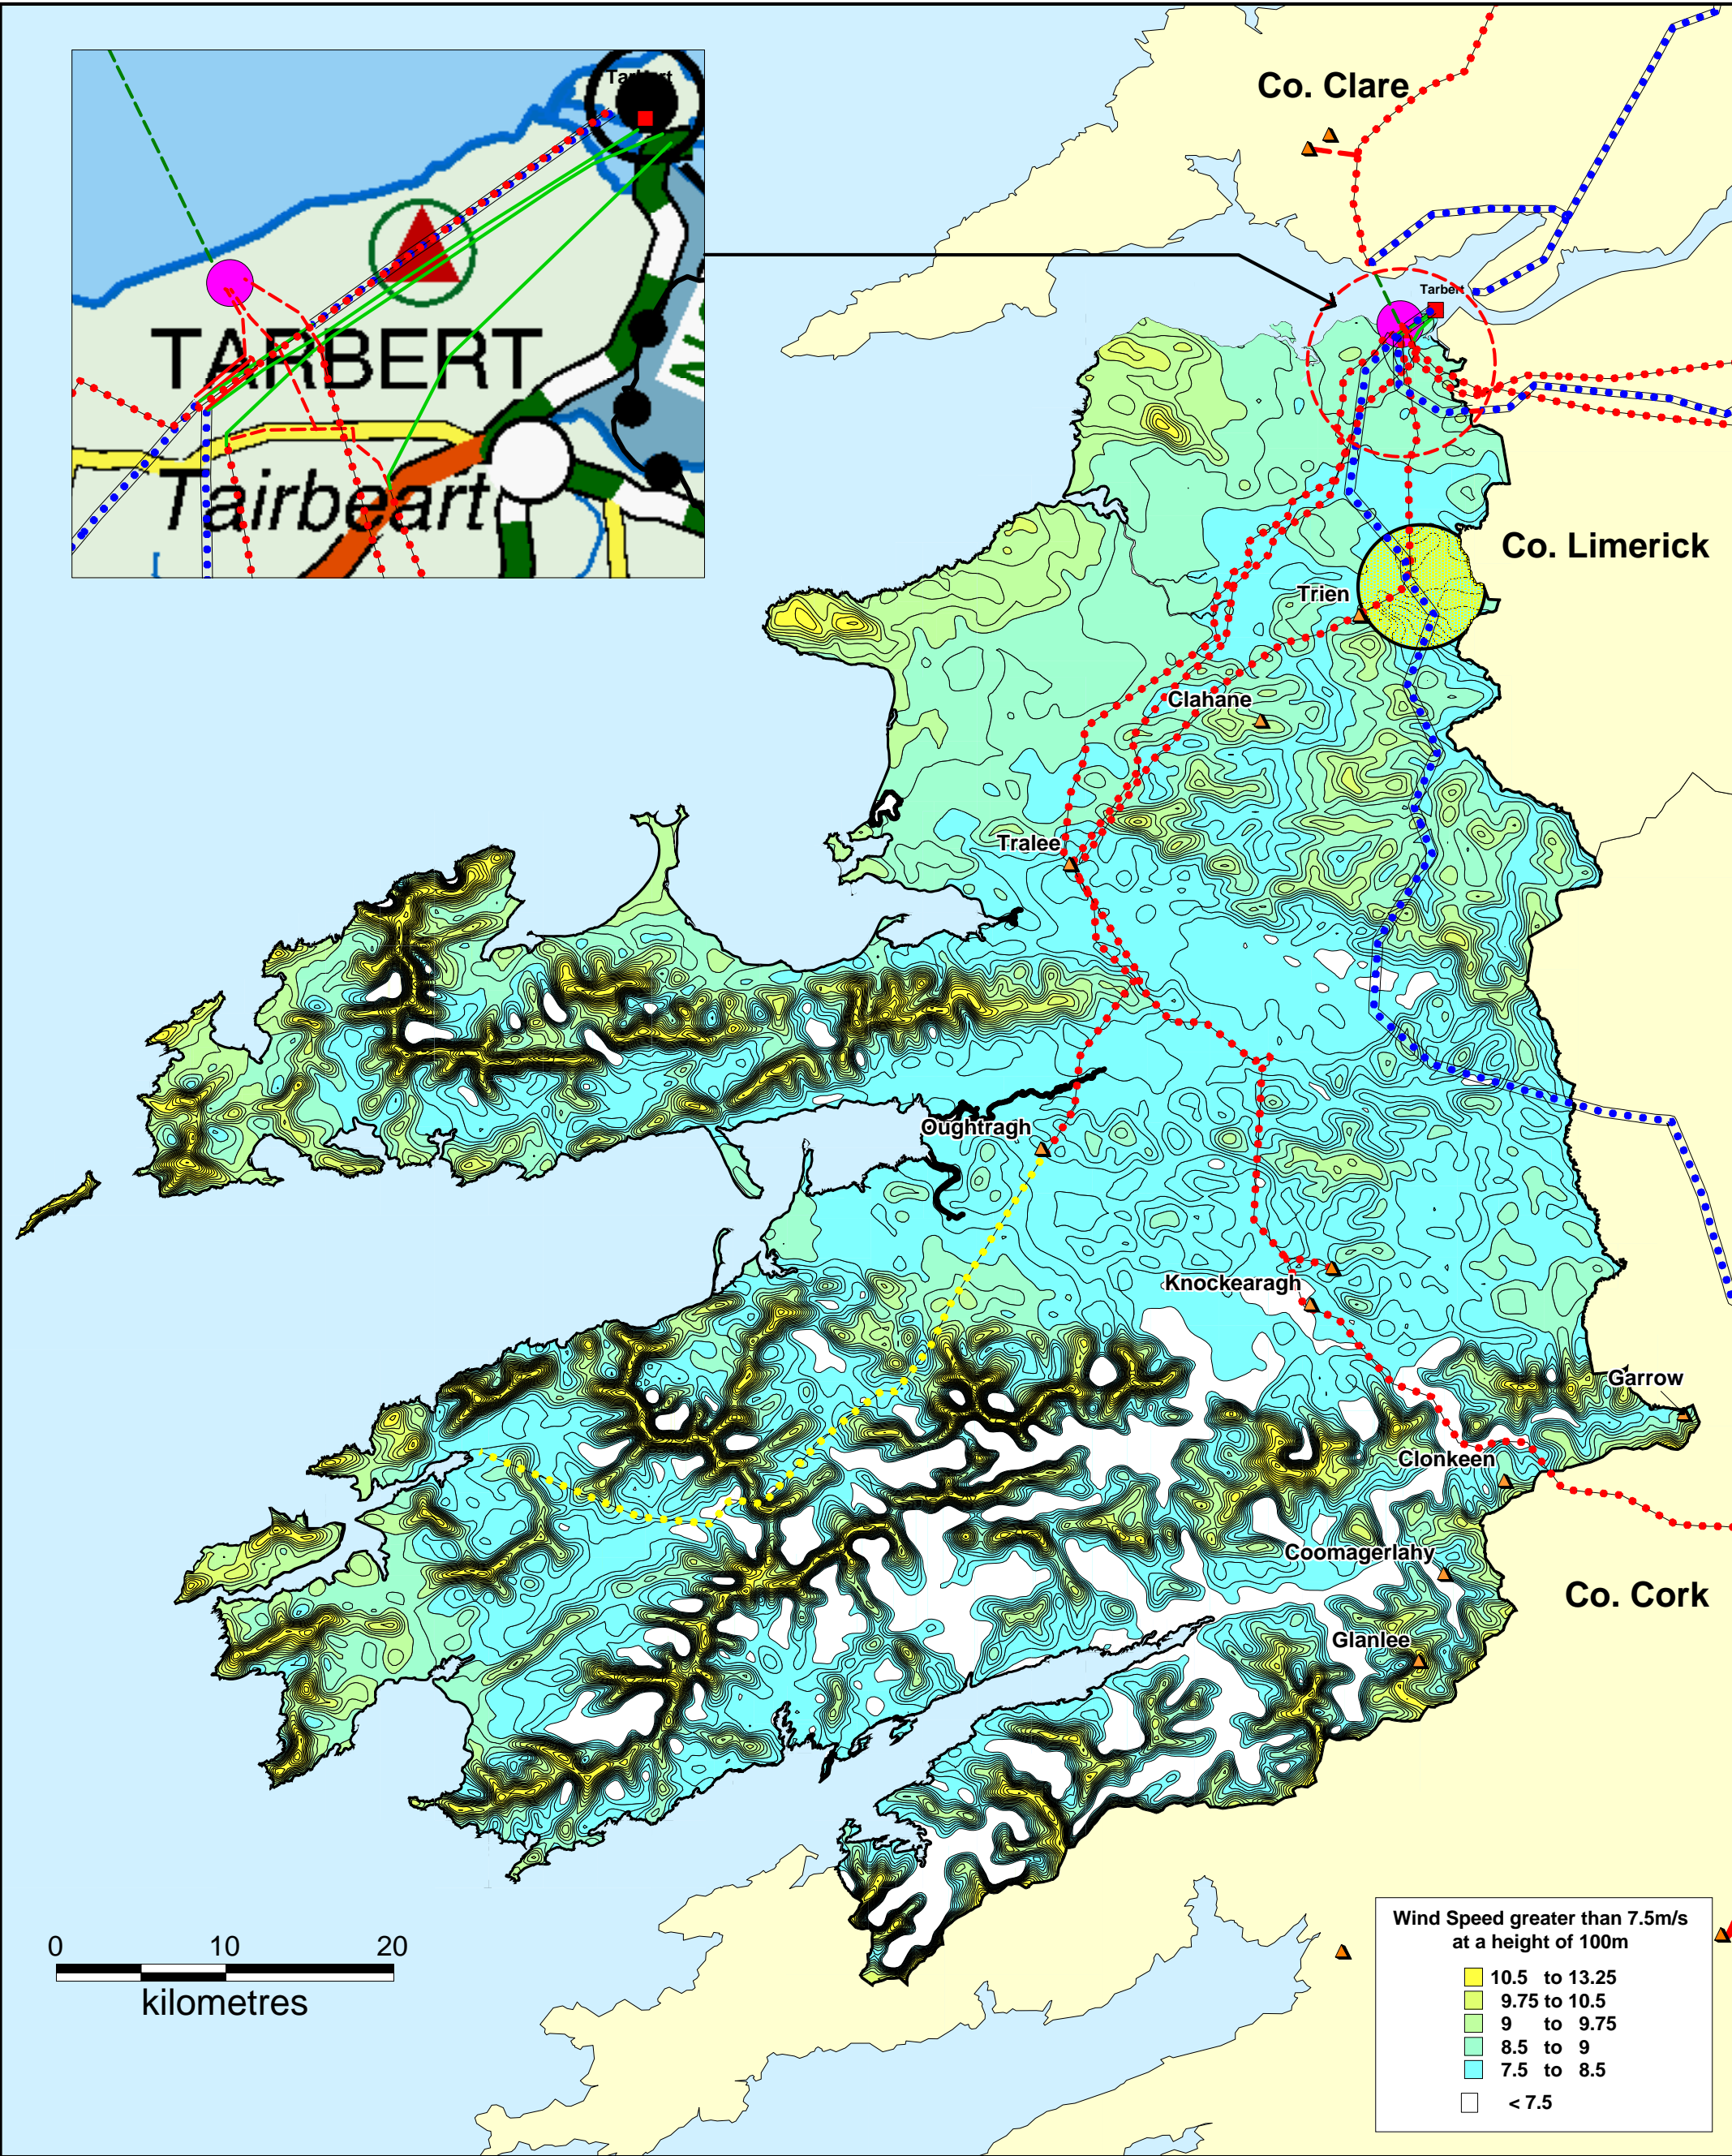 Co. Clare
Tarbert
TARBERT
Tairbeart
Tarbert
Co. Limerick
Trien
Clahane
Tralee
Oughtragh
Knockearagh
Garrow
Clonkeen
Coomagerlahy
Co. Cork
Glanlee
0 10 20
kilometres
Wind Speed greater than 7.5m/s
at a height of 100m
10.5 to 13.25
9.75 to 10.5
9 to 9.75
8.5 to 9
7.5 to 8.5
< 7.5